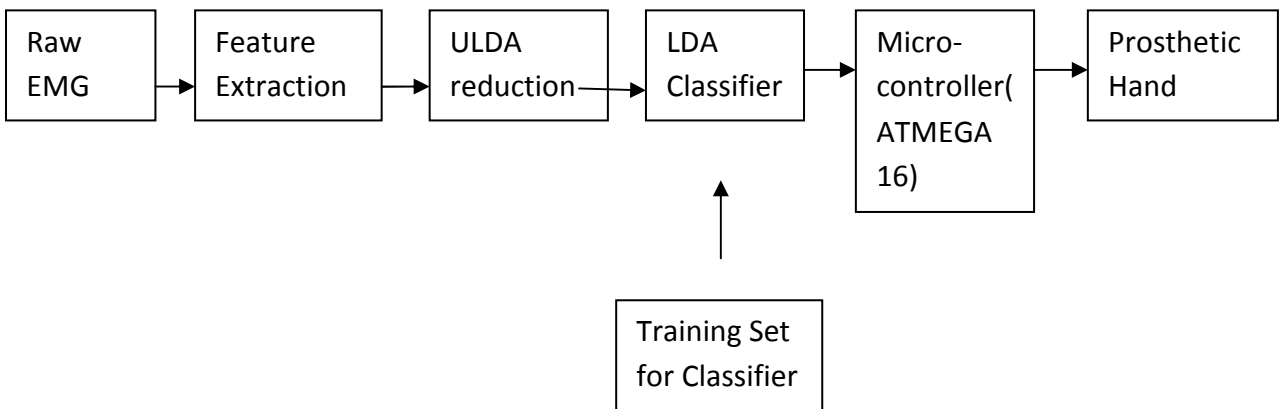 Raw
EMG
Feature
Extraction
ULDA
reduction
LDA
Classifier
Micro-
controller(
ATMEGA
16)
Prosthetic
Hand
Training Set
for Classifier